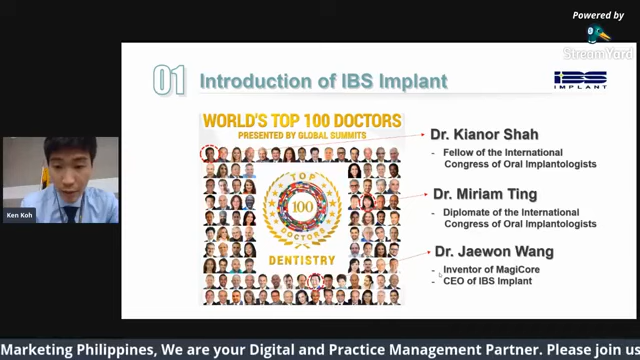 Powered by
StreamYard
01 Introduction of IBS Implant
IBS
IMPLANT
WORLD'S TOP 100 DOCTORS
PRESENTED BY GLOBAL SUMMITS
TOP
100
DOCTORS
DENTISTRY
Dr. Kianor Shah
- Fellow of the International
Congress of Oral Implantologists
Dr. Miriam Ting
- Diplomate of the International
Congress of Oral Implantologists
Dr. Jaewon Wang
- Inventor of MagiCore
- CEO of IBS Implant
Ken Koh
Marketing Philippines, We are your Digital and Practice Management Partner. Please join us